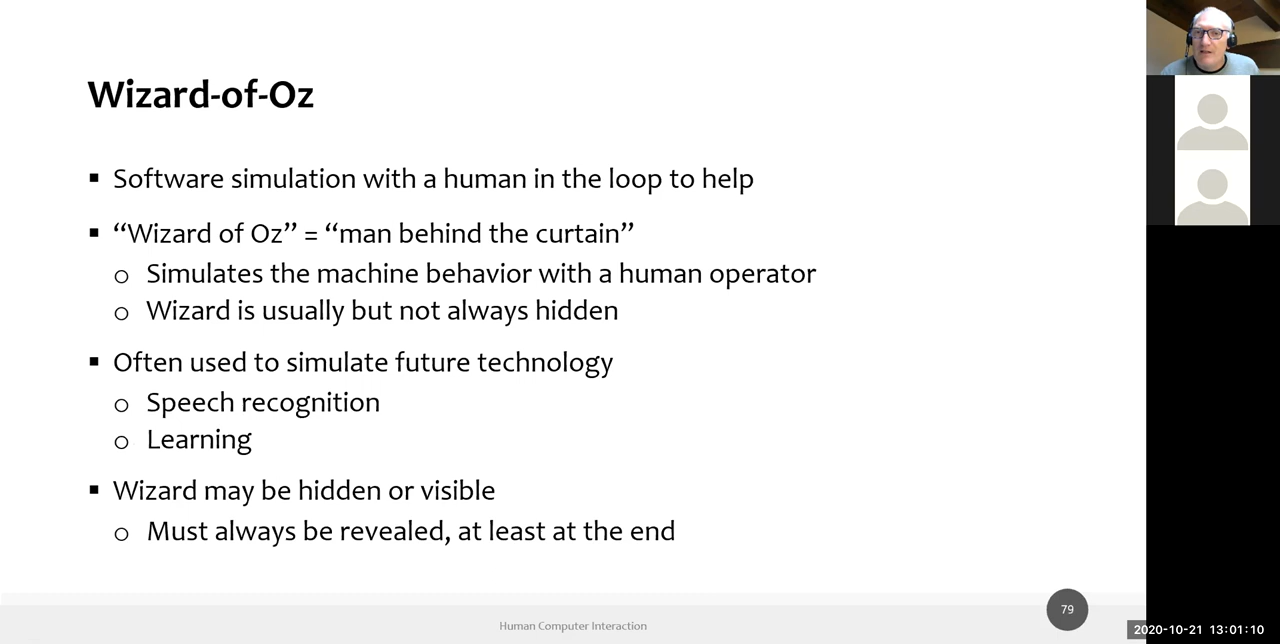 Wizard-of-Oz
▪ Software simulation with a human in the loop to help
▪ “Wizard of Oz” = “man behind the curtain”
o Simulates the machine behavior with a human operator
o Wizard is usually but not always hidden
▪ Often used to simulate future technology
o Speech recognition
o Learning
▪ Wizard may be hidden or visible
o Must always be revealed, at least at the end
79
Human Computer Interaction
2020-10-21 13:01:10